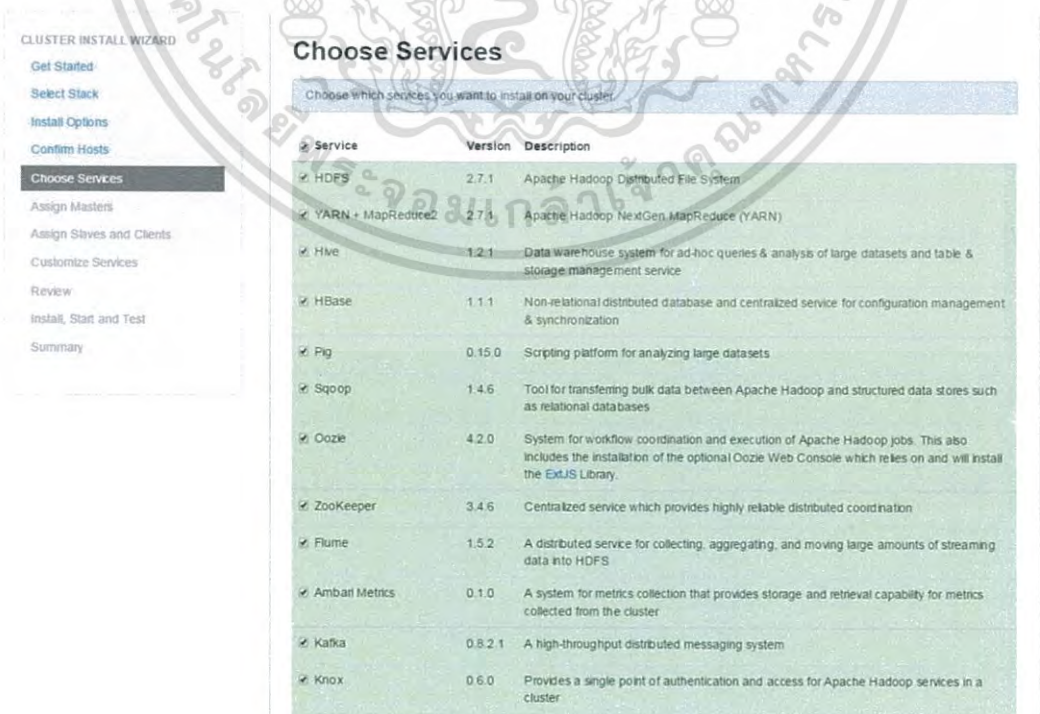 CLUSTER INSTALL WIZARD
Get Started
Select Stack
Install Options
Confirm Hosts
Choose Services
Assign Masters
Assign Slaves and Clients
Customize Services
Review
Install, Start and Test
Summary
Choose Services
Choose which services you want to install on your cluster.
Service Version Description
HDFS 2.7.1 Apache Hadoop Distributed File System
YARN + MapReduce2 2.7.1 Apache Hadoop NextGen MapReduce (YARN)
Hive 1.2.1 Data warehouse system for ad-hoc queries & analysis of large datasets and table &
storage management service
HBase 1.1.1 Non-relational distributed database and centralized service for configuration management
& synchronization
Pig 0.15.0 Scripting platform for analyzing large datasets
Sqoop 1.4.6 Tool for transferring bulk data between Apache Hadoop and structured data stores such
as relational databases
Oozie 4.2.0 System for workflow coordination and execution of Apache Hadoop jobs. This also
includes the installation of the optional Oozie Web Console which relies on and will install
the ExtJS Library.
ZooKeeper 3.4.6 Centralized service which provides highly reliable distributed coordination
Flume 1.5.2 A distributed service for collecting, aggregating, and moving large amounts of streaming
data into HDFS
Ambari Metrics 0.1.0 A system for metrics collection that provides storage and retrieval capability for metrics
collected from the cluster
Kafka 0.8.2.1 A high-throughput distributed messaging system
Knox 0.6.0 Provides a single point of authentication and access for Apache Hadoop services in a
cluster